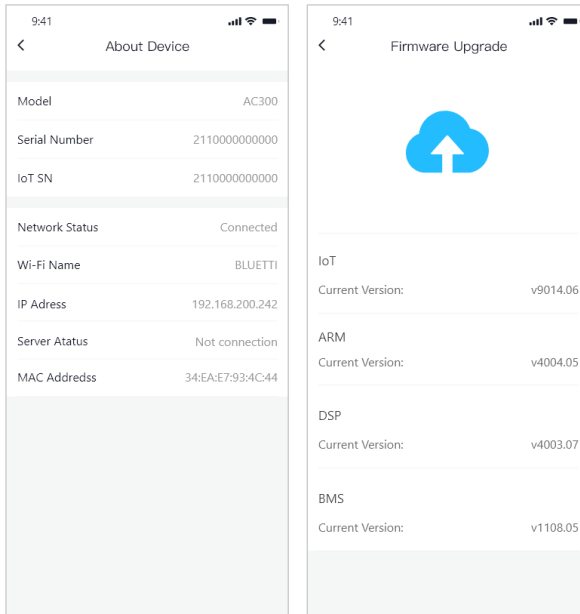 9:41
About Device
Model AC300
Serial Number 2110000000000
IoT SN 2110000000000
Network Status Connected
Wi-Fi Name BLUETTI
IP Adress 192.168.200.242
Server Atatus Not connection
MAC Addredss 34:EA:E7:93:4C:44
9:41
Firmware Upgrade
IoT
Current Version: v9014.06
ARM
Current Version: v4004.05
DSP
Current Version: v4003.07
BMS
Current Version: v1108.05